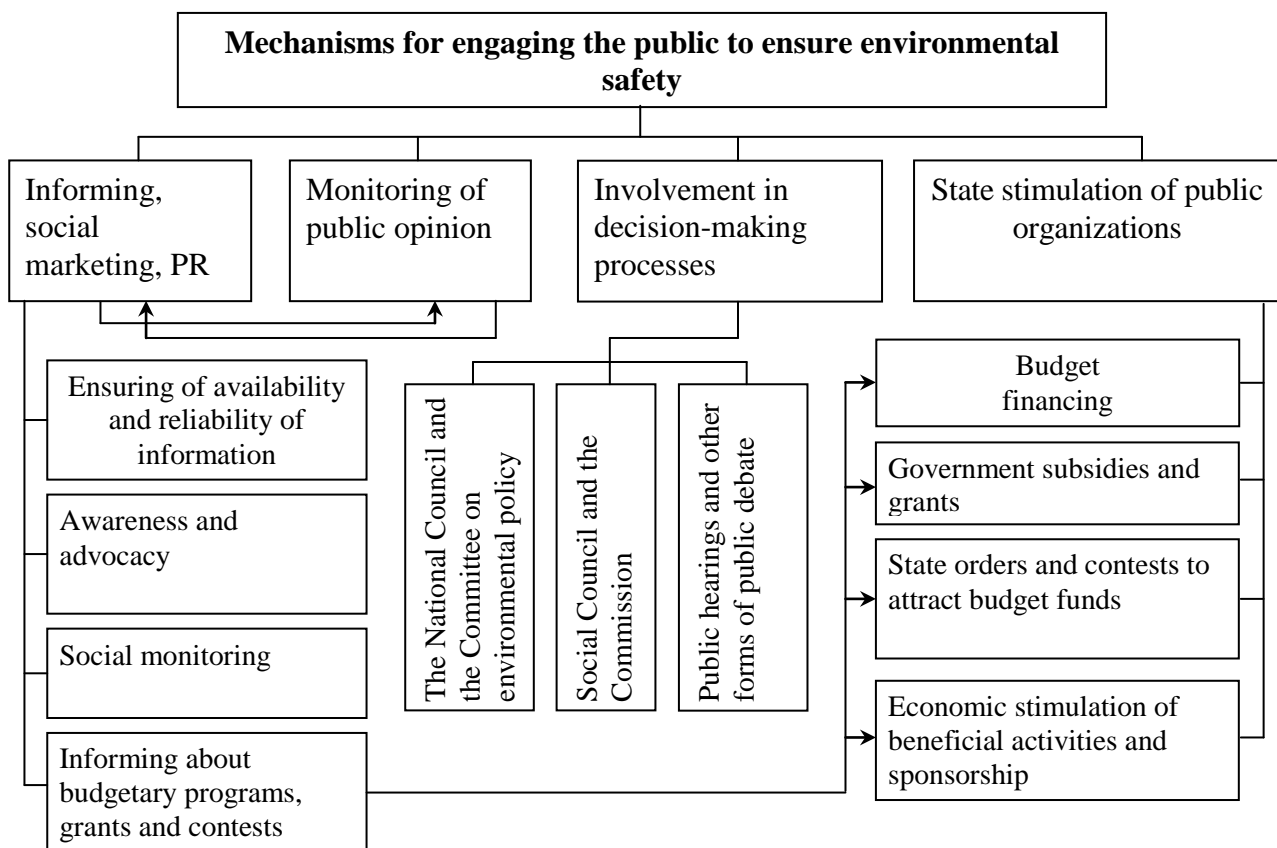 Mechanisms for engaging the public to ensure environmental
safety
Informing,
social
marketing, PR
Monitoring of
public opinion
Involvement in
decision-making
processes
State stimulation of public
organizations
Ensuring of availability
and reliability of
information
Awareness and
advocacy
Social monitoring
Informing about
budgetary programs,
grants and contests
The National Council and
the Committee on
environmental policy
Social Council and the
Commission
Public hearings and other
forms of public debate
Budget
financing
Government subsidies and
grants
State orders and contests to
attract budget funds
Economic stimulation of
beneficial activities and
sponsorship